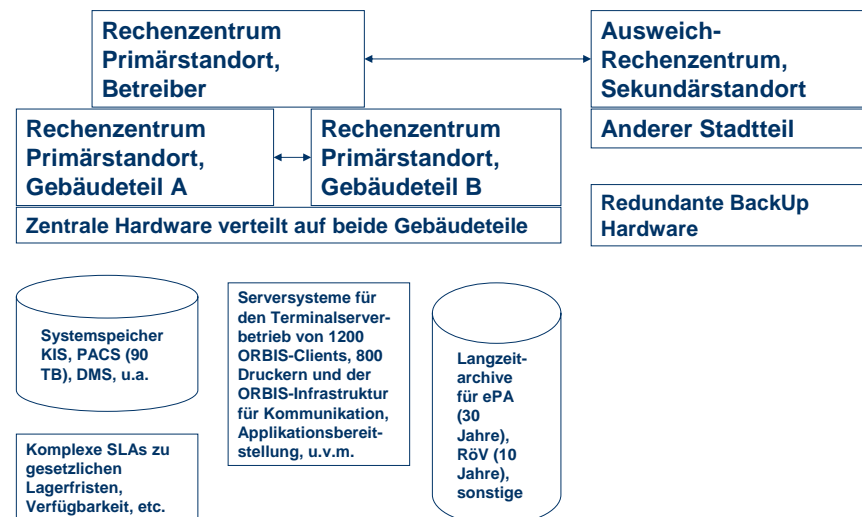 Rechenzentrum
Primärstandort,
Betreiber
Ausweich-
Rechenzentrum,
Sekundärstandort
Anderer Stadtteil
Rechenzentrum
Primärstandort,
Gebäudeteil A
Rechenzentrum
Primärstandort,
Gebäudeteil B
Zentrale Hardware verteilt auf beide Gebäudeteile
Redundante BackUp
Hardware
Systemspeicher
KIS, PACS (90
TB), DMS, u.a.
Komplexe SLAs zu
gesetzlichen
Lagerfristen,
Verfügbarkeit, etc.
Serversysteme für
den Terminalserver-
betrieb von 1200
ORBIS-Clients, 800
Druckern und der
ORBIS-Infrastruktur
für Kommunikation,
Applikationsbereit-
stellung, u.v.m.
Langzeit-
archive
für ePA
(30
Jahre),
RöV (10
Jahre),
sonstige